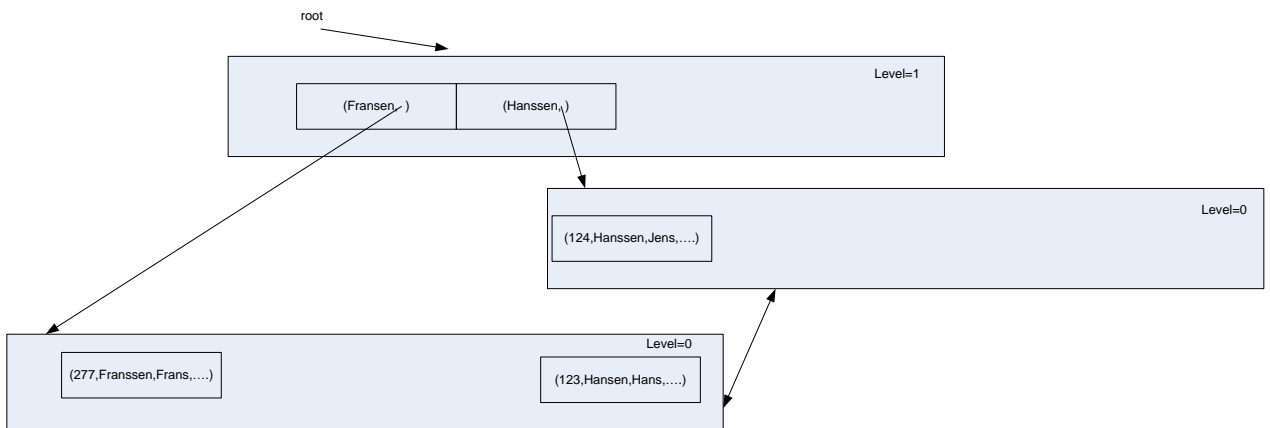 root
Level=1
(Fransen, )
(Hanssen, )
Level=0
(124,Hanssen,Jens,….)
Level=0
(277,Franssen,Frans,….)
(123,Hansen,Hans,….)